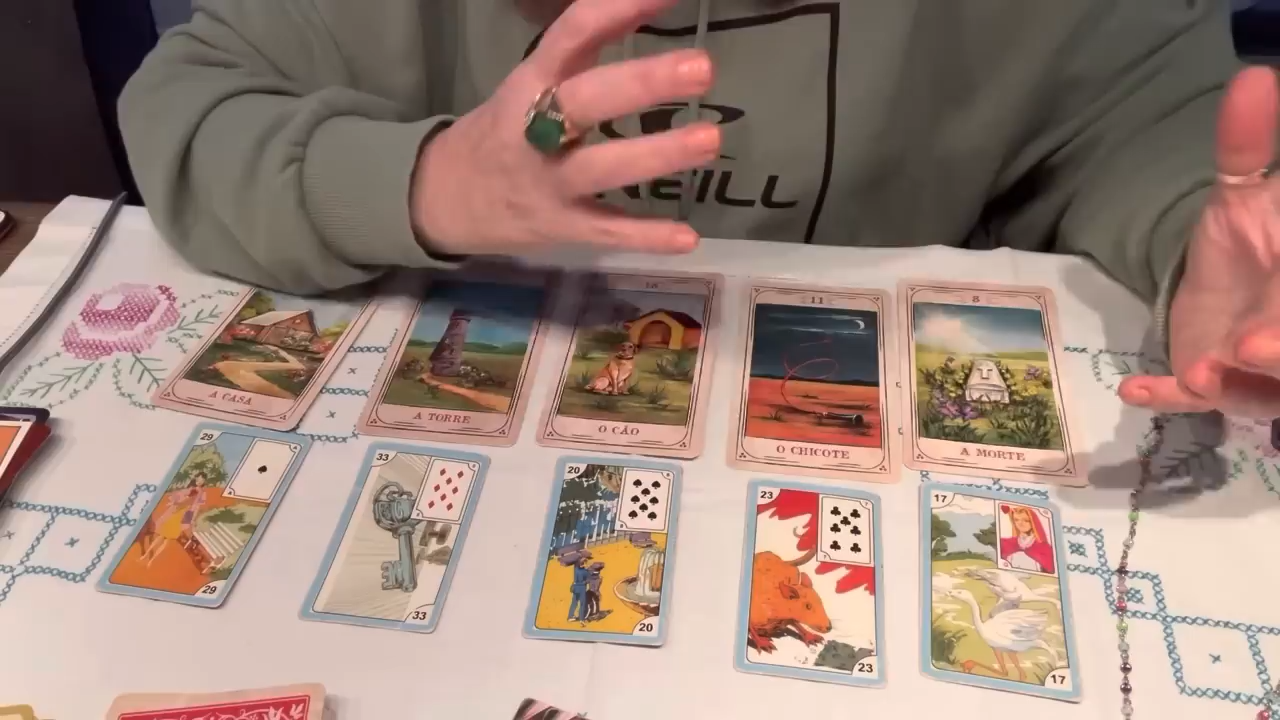 NEILL
18
11
8
A CASA
A TORRE
O CÃO
O CHICOTE
A MORTE
29
33
20
23
17
29
33
20
23
17